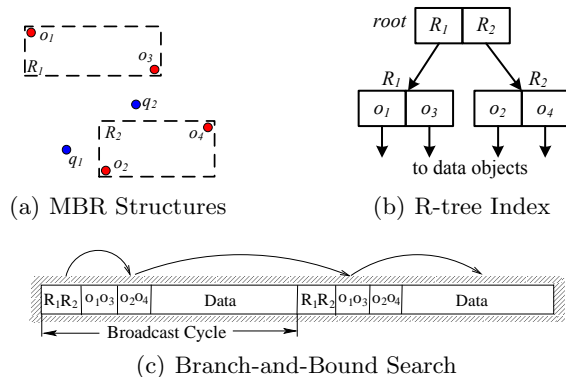 o₁
o₃
R₁
q₂
R₂
o₄
q₁
o₂
(a) MBR Structures
root
R₁ R₂
R₁ R₂
o₁ o₃ o₂ o₄
to data objects
(b) R-tree Index
R₁R₂ o₁o₃ o₂o₄ Data R₁R₂ o₁o₃ o₂o₄ Data
Broadcast Cycle
(c) Branch-and-Bound Search